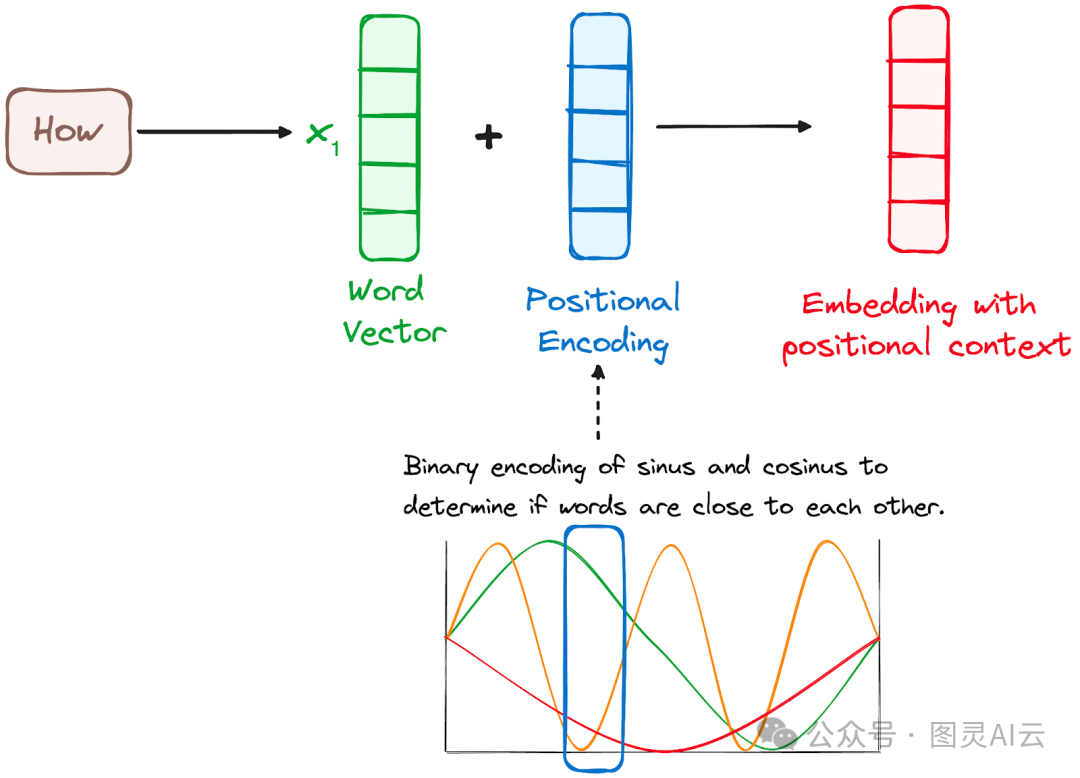 How
x1
+
Word
Vector
Positional
Encoding
Embedding with
positional context
Binary encoding of sinus and cosinus to
determine if words are close to each other.
公众号 · 图灵AI云